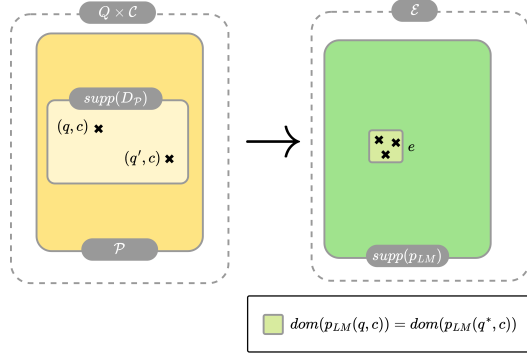 Q × C
E
supp(D_P)
(q, c)
(q′, c)
e
P
supp(p_LM)
dom(p_LM(q, c)) = dom(p_LM(q*, c))